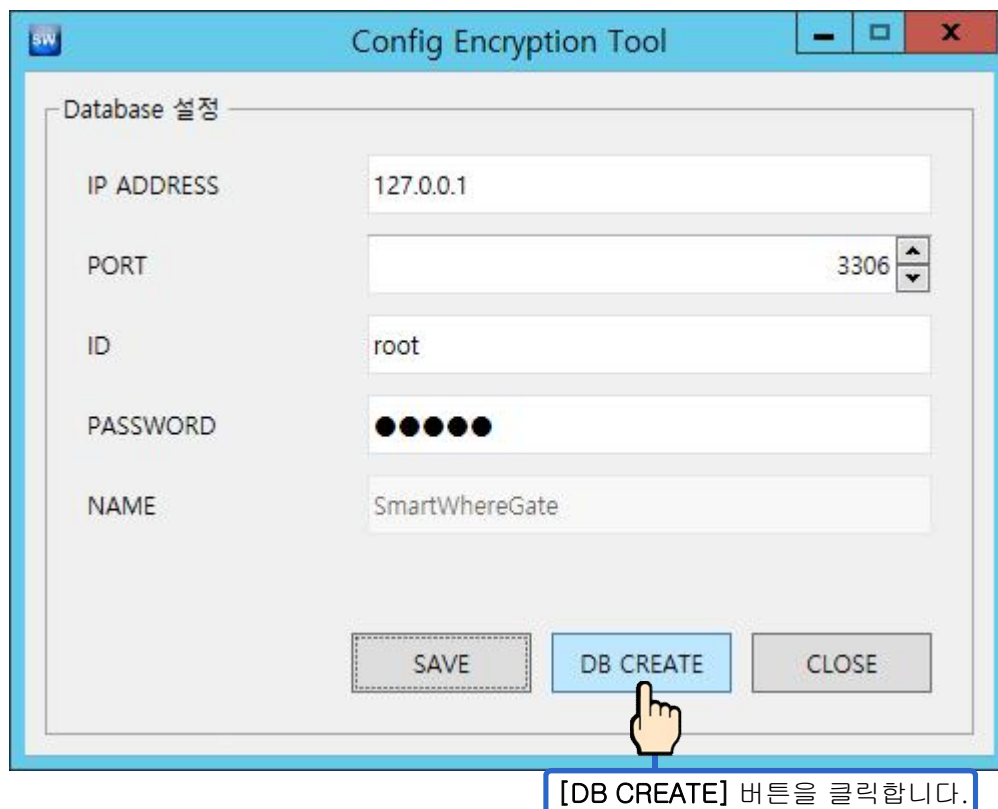 SW
Config Encryption Tool
Database 설정
IP ADDRESS
127.0.0.1
PORT
3306
ID
root
PASSWORD
●●●●●
NAME
SmartWhereGate
SAVE
DB CREATE
CLOSE
[DB CREATE] 버튼을 클릭합니다.